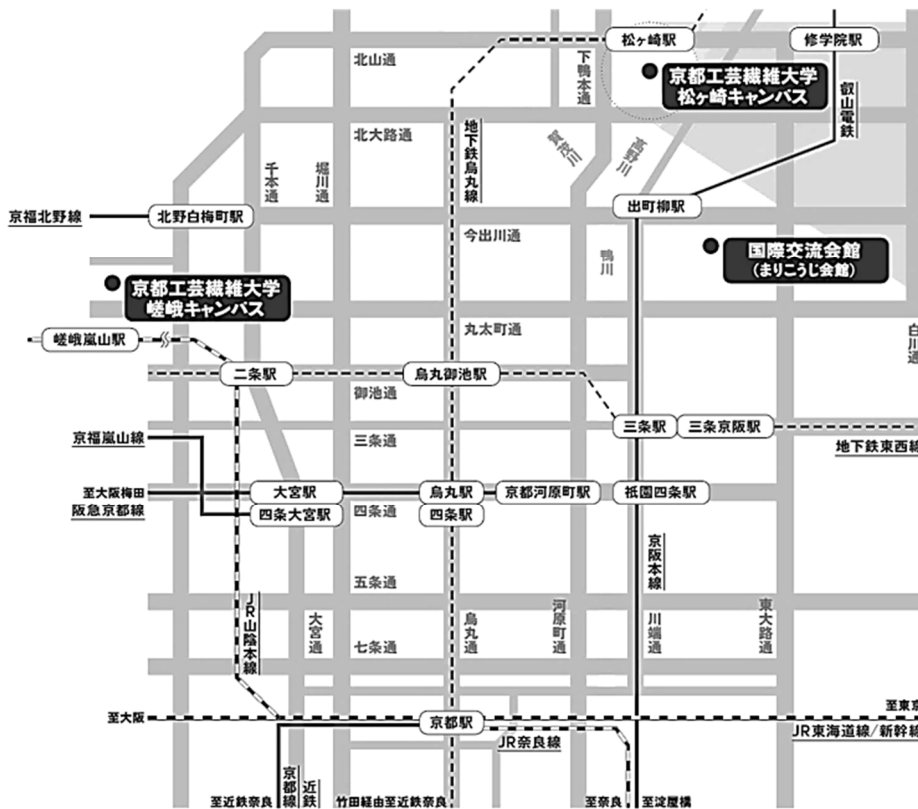 松ヶ崎駅
修学院駅
北山通
下鴨本通
京都工芸繊維大学
松ヶ崎キャンパス
叡山電鉄
地下鉄烏丸線
北大路通
賀茂川
高野川
千本通
堀川通
京福北野線
北野白梅町駅
出町柳駅
今出川通
鴨川
国際交流会館
(まりこうじ会館)
京都工芸繊維大学
嵯峨キャンパス
丸太町通
白川通
嵯峨嵐山駅
二条駅
烏丸御池駅
御池通
三条駅
三条京阪駅
京福嵐山線
三条通
地下鉄東西線
至大阪梅田
阪急京都線
大宮駅
烏丸駅
京都河原町駅
祇園四条駅
四条大宮駅
四条通
四条駅
京阪本線
五条通
JR山陰本線
大宮通
七条通
烏丸通
河原町通
川端通
東大路通
至大阪
京都駅
至東京
JR奈良線
JR東海道線/新幹線
京都線
近鉄
至近鉄奈良
竹田経由至近鉄奈良
至奈良
至淀屋橋